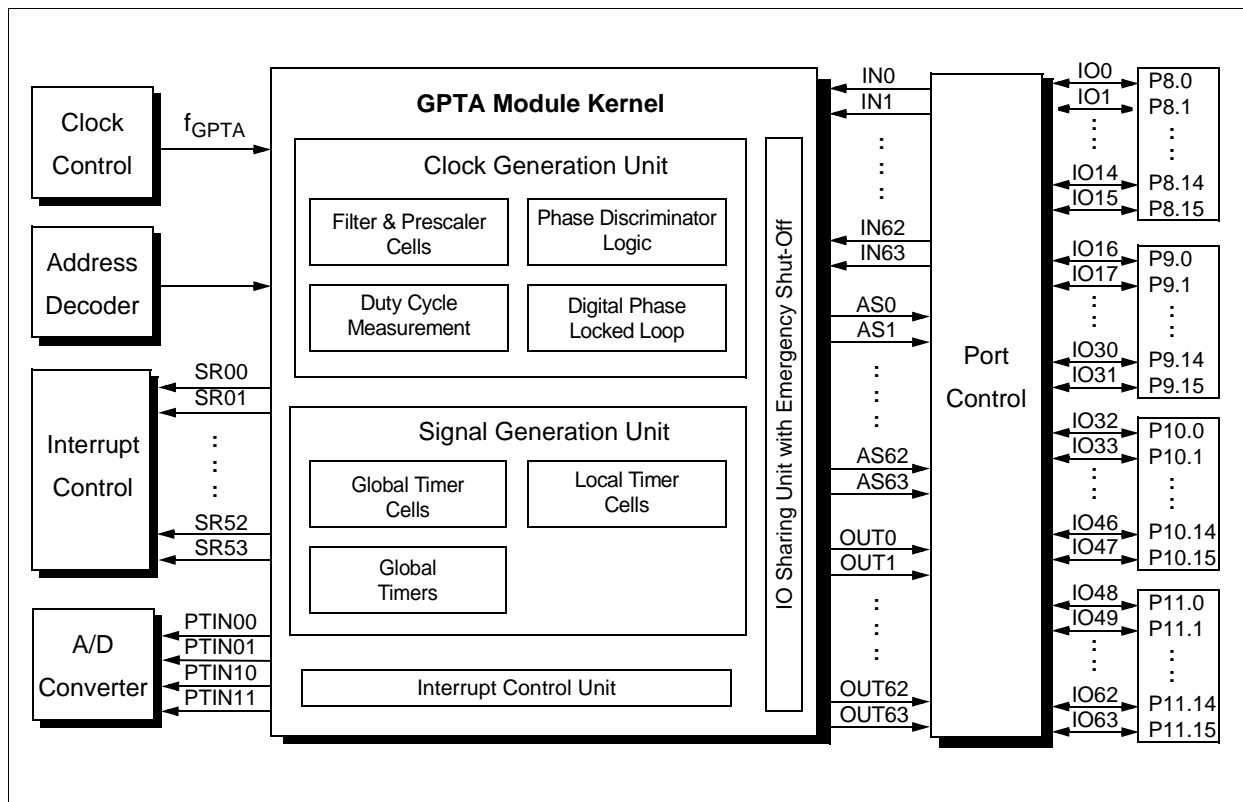 Clock
Control
fGPTA
Address
Decoder
SR00
SR01
Interrupt
Control
SR52
SR53
A/D
Converter
PTIN00
PTIN01
PTIN10
PTIN11
GPTA Module Kernel
Clock Generation Unit
Filter & Prescaler
Cells
Phase Discriminator
Logic
Duty Cycle
Measurement
Digital Phase
Locked Loop
Signal Generation Unit
Global Timer
Cells
Local Timer
Cells
Global
Timers
Interrupt Control Unit
IO Sharing Unit with Emergency Shut-Off
IN0
IN1
IN62
IN63
AS0
AS1
AS62
AS63
OUT0
OUT1
OUT62
OUT63
Port
Control
IO0
IO1
IO14
IO15
IO16
IO17
IO30
IO31
IO32
IO33
IO46
IO47
IO48
IO49
IO62
IO63
P8.0
P8.1
P8.14
P8.15
P9.0
P9.1
P9.14
P9.15
P10.0
P10.1
P10.14
P10.15
P11.0
P11.1
P11.14
P11.15